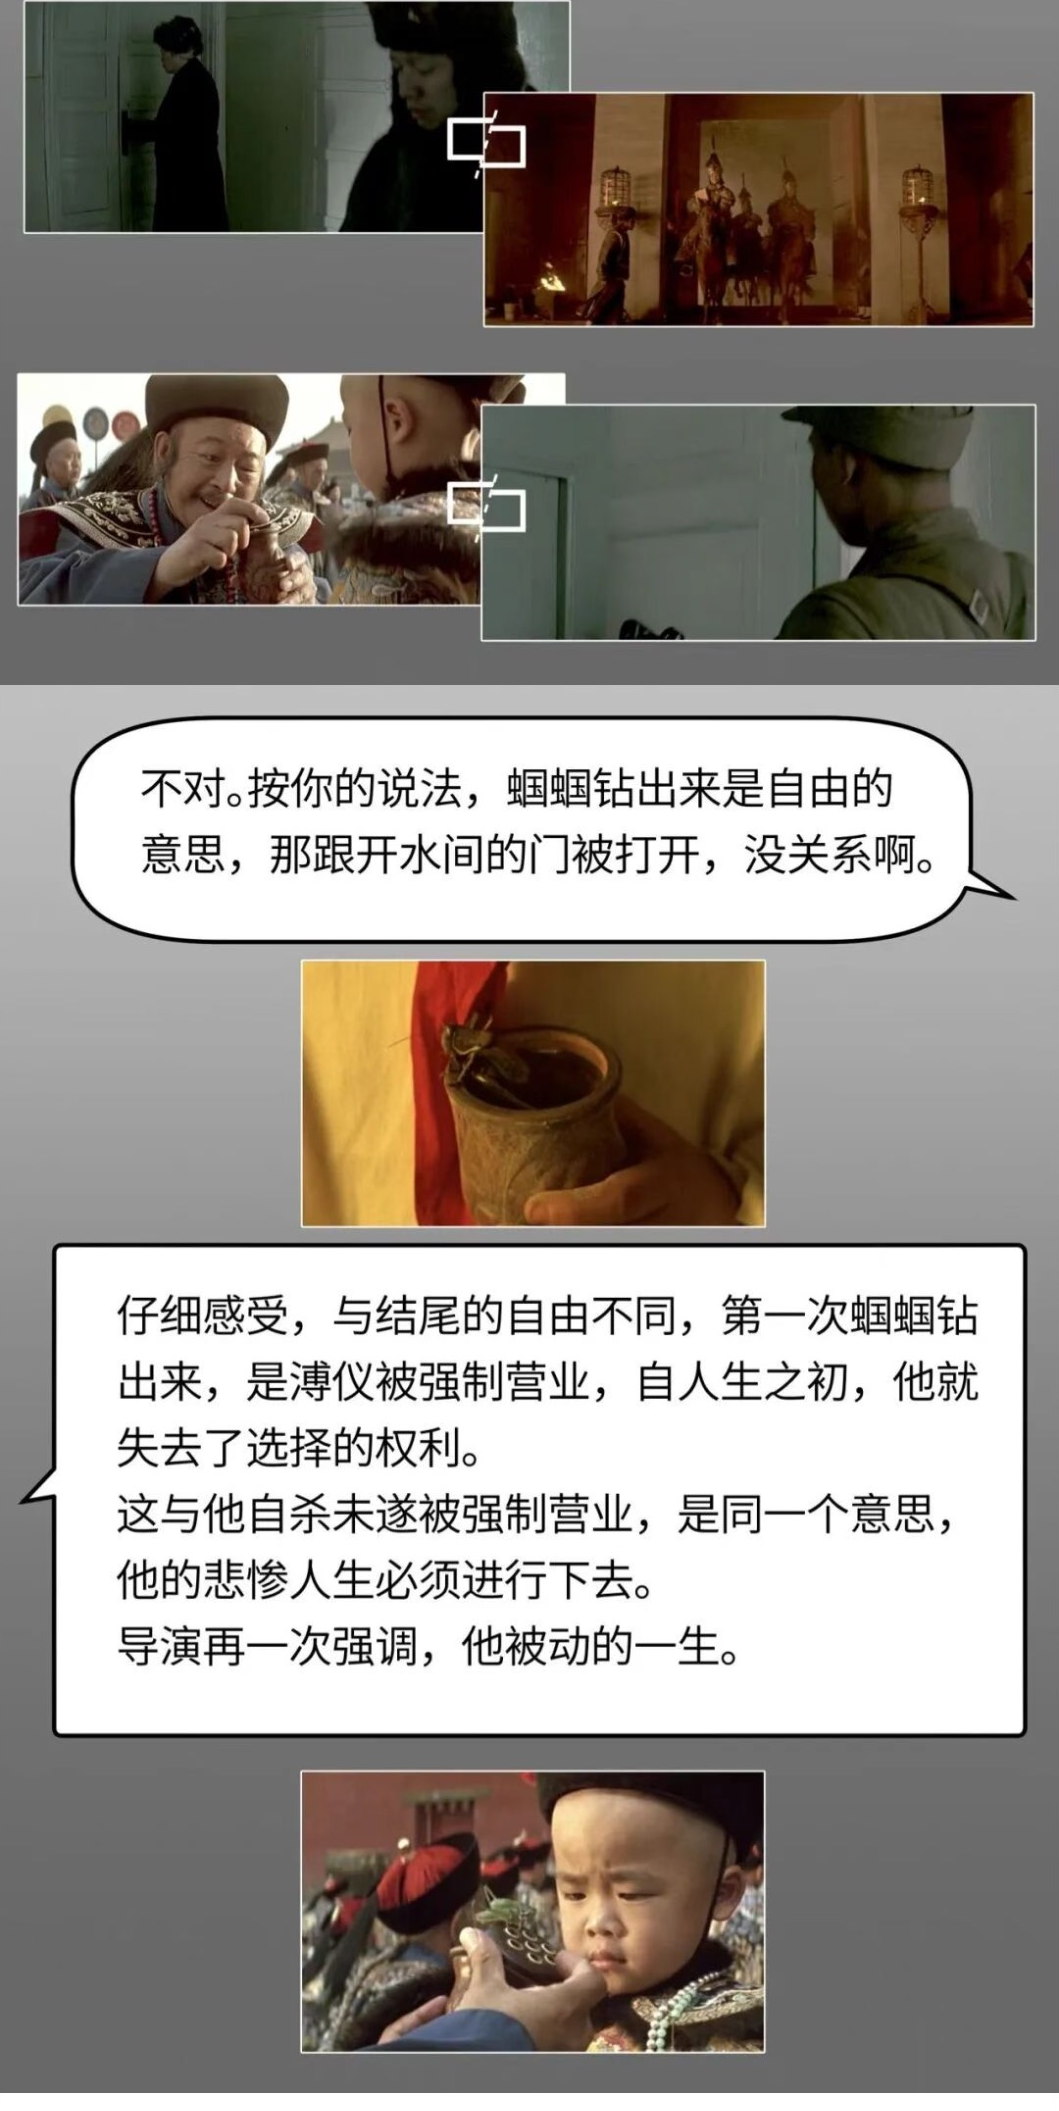 不对。按你的说法，蝈蝈钻出来是自由的
意思，那跟开水间的门被打开，没关系啊。
仔细感受，与结尾的自由不同，第一次蝈蝈钻
出来，是溥仪被强制营业，自人生之初，他就
失去了选择的权利。
这与他自杀未遂被强制营业，是同一个意思，
他的悲惨人生必须进行下去。
导演再一次强调，他被动的一生。